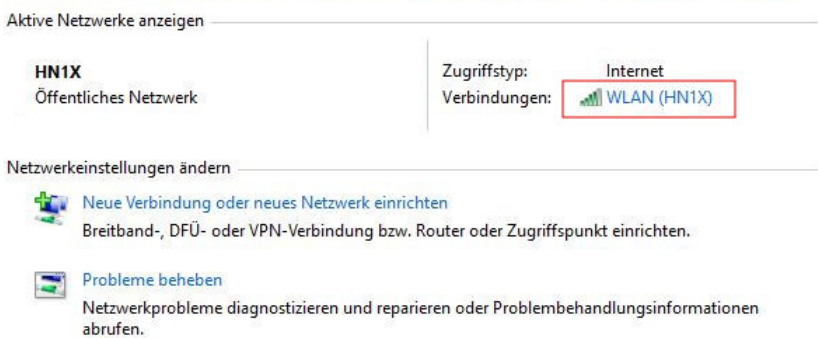 Aktive Netzwerke anzeigen
HN1X
Öffentliches Netzwerk
Zugriffstyp: Internet
Verbindungen: WLAN (HN1X)
Netzwerkeinstellungen ändern
Neue Verbindung oder neues Netzwerk einrichten
Breitband-, DFÜ- oder VPN-Verbindung bzw. Router oder Zugriffspunkt einrichten.
Probleme beheben
Netzwerkprobleme diagnostizieren und reparieren oder Problembehandlungsinformationen
abrufen.